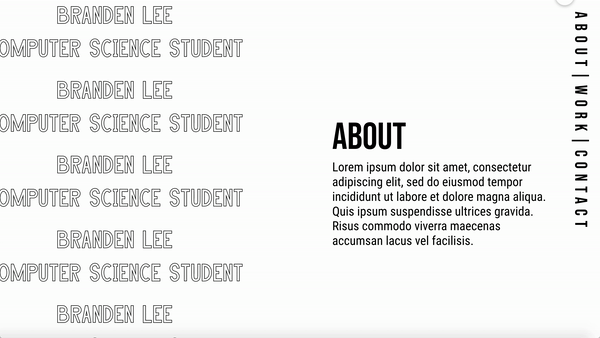 BRANDEN LEE
OMPUTER SCIENCE STUDENT
BRANDEN LEE
OMPUTER SCIENCE STUDENT
BRANDEN LEE
OMPUTER SCIENCE STUDENT
BRANDEN LEE
OMPUTER SCIENCE STUDENT
BRANDEN LEE
ABOUT
Lorem ipsum dolor sit amet, consectetur
adipiscing elit, sed do eiusmod tempor
incididunt ut labore et dolore magna aliqua.
Quis ipsum suspendisse ultrices gravida.
Risus commodo viverra maecenas
accumsan lacus vel facilisis.
ABOUT | WORK | CONTACT